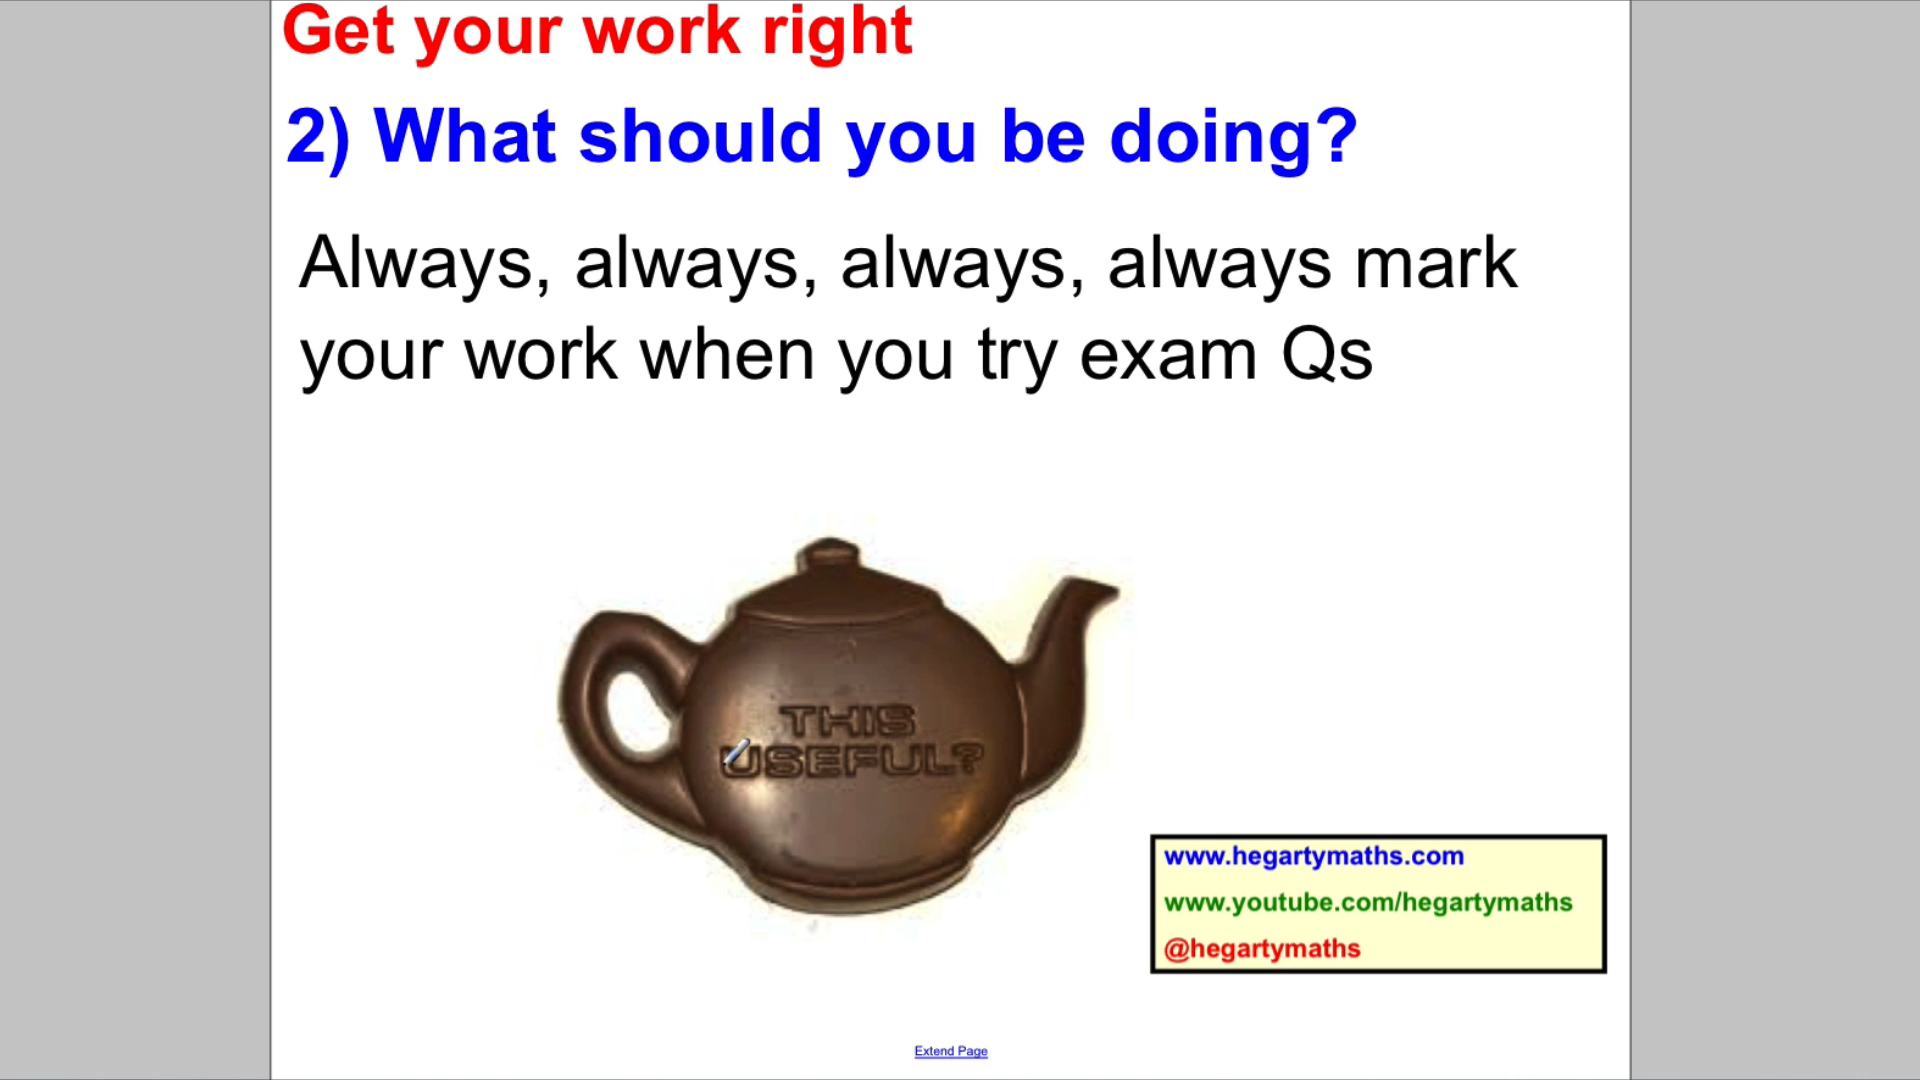 Get your work right
2) What should you be doing?
Always, always, always, always mark
your work when you try exam Qs
THIS
USEFUL?
www.hegartymaths.com
www.youtube.com/hegartymaths
@hegartymaths
Extend Page